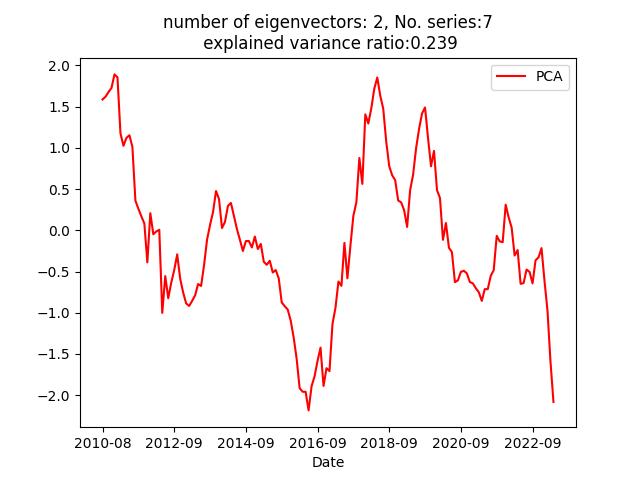 number of eigenvectors: 2, No. series:7
explained variance ratio:0.239
PCA
2.0
1.5
1.0
0.5
0.0
−0.5
−1.0
−1.5
−2.0
2010-08 2012-09 2014-09 2016-09 2018-09 2020-09 2022-09
Date